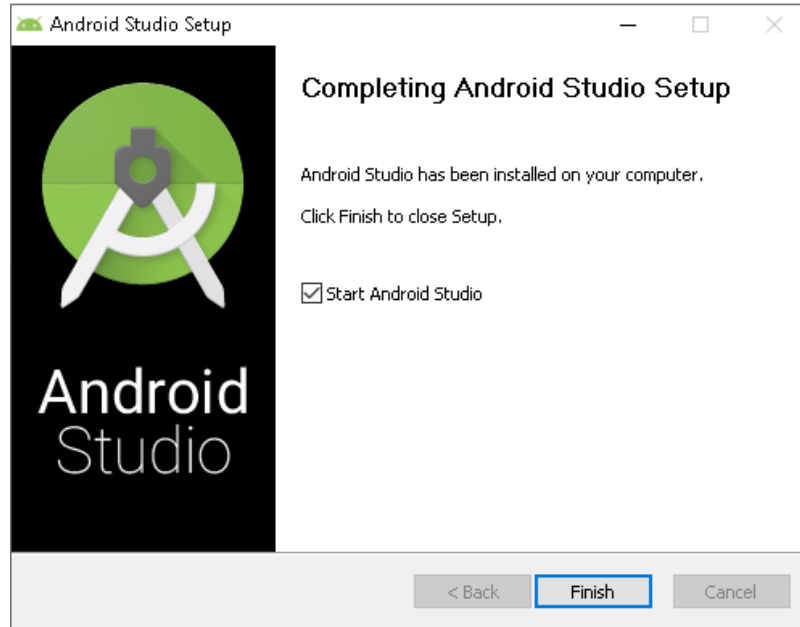 Android Studio Setup
Completing Android Studio Setup
Android Studio has been installed on your computer.
Click Finish to close Setup.
Start Android Studio
Android
Studio
< Back
Finish
Cancel